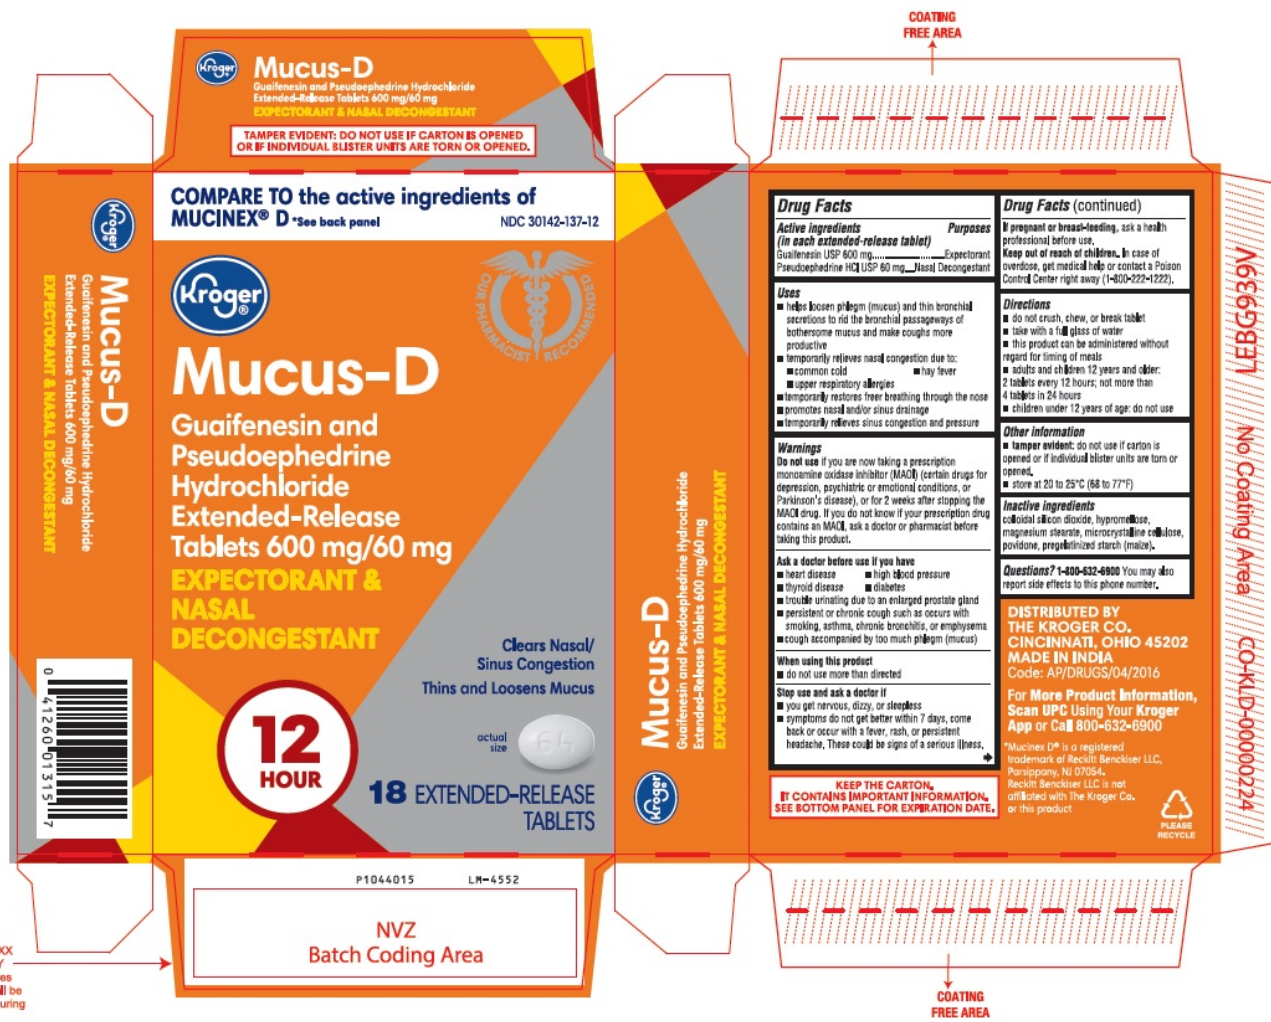 COATING
FREE AREA
Kroger®
Mucus-D
Guaifenesin and Pseudoephedrine Hydrochloride
Extended-Release Tablets 600 mg/60 mg
EXPECTORANT & NASAL DECONGESTANT
TAMPER EVIDENT: DO NOT USE IF CARTON IS OPENED
OR IF INDIVIDUAL BLISTER UNITS ARE TORN OR OPENED.
Kroger®
Mucus-D
Guaifenesin and Pseudoephedrine Hydrochloride
Extended-Release Tablets 600 mg/60 mg
EXPECTORANT & NASAL DECONGESTANT
0 41260 01315 7
COMPARE TO the active ingredients of
MUCINEX® D *See back panel
NDC 30142-137-12
Kroger®
OUR PHARMACIST RECOMMENDED
Mucus-D
Guaifenesin and
Pseudoephedrine
Hydrochloride
Extended-Release
Tablets 600 mg/60 mg
EXPECTORANT &
NASAL
DECONGESTANT
Clears Nasal/
Sinus Congestion
Thins and Loosens Mucus
12
HOUR
actual
size
64
18 EXTENDED-RELEASE
TABLETS
P1044015 LM-4552
NVZ
Batch Coding Area
Mucus-D
Guaifenesin and Pseudoephedrine Hydrochloride
Extended-Release Tablets 600 mg/60 mg
EXPECTORANT & NASAL DECONGESTANT
Kroger®
Drug Facts
Active ingredients Purposes
(in each extended-release tablet)
Guaifenesin USP 600 mg..................Expectorant
Pseudoephedrine HCl USP 60 mg...Nasal Decongestant
Uses
■ helps loosen phlegm (mucus) and thin bronchial
secretions to rid the bronchial passageways of
bothersome mucus and make coughs more
productive
■ temporarily relieves nasal congestion due to:
■ common cold ■ hay fever
■ upper respiratory allergies
■ temporarily restores freer breathing through the nose
■ promotes nasal and/or sinus drainage
■ temporarily relieves sinus congestion and pressure
Warnings
Do not use if you are now taking a prescription
monoamine oxidase inhibitor (MAOI) (certain drugs for
depression, psychiatric or emotional conditions, or
Parkinson's disease), or for 2 weeks after stopping the
MAOI drug. If you do not know if your prescription drug
contains an MAOI, ask a doctor or pharmacist before
taking this product.
Ask a doctor before use if you have
■ heart disease ■ high blood pressure
■ thyroid disease ■ diabetes
■ trouble urinating due to an enlarged prostate gland
■ persistent or chronic cough such as occurs with
smoking, asthma, chronic bronchitis, or emphysema
■ cough accompanied by too much phlegm (mucus)
When using this product
■ do not use more than directed
Stop use and ask a doctor if
■ you get nervous, dizzy, or sleepless
■ symptoms do not get better within 7 days, come
back or occur with a fever, rash, or persistent
headache. These could be signs of a serious illness.
KEEP THE CARTON.
IT CONTAINS IMPORTANT INFORMATION.
SEE BOTTOM PANEL FOR EXPIRATION DATE.
Drug Facts (continued)
If pregnant or breast-feeding, ask a health
professional before use.
Keep out of reach of children. In case of
overdose, get medical help or contact a Poison
Control Center right away (1-800-222-1222).
Directions
■ do not crush, chew, or break tablet
■ take with a full glass of water
■ this product can be administered without
regard for timing of meals
■ adults and children 12 years and older:
2 tablets every 12 hours; not more than
4 tablets in 24 hours
■ children under 12 years of age: do not use
Other information
■ tamper evident: do not use if carton is
opened or if individual blister units are torn or
opened.
■ store at 20 to 25°C (68 to 77°F)
Inactive ingredients
colloidal silicon dioxide, hypromellose,
magnesium stearate, microcrystalline cellulose,
povidone, pregelatinized starch (maize).
Questions? 1-800-632-6900 You may also
report side effects to this phone number.
DISTRIBUTED BY
THE KROGER CO.
CINCINNATI, OHIO 45202
MADE IN INDIA
Code: AP/DRUGS/04/2016
For More Product Information,
Scan UPC Using Your Kroger
App or Call 800-632-6900
*Mucinex D® is a registered
trademark of Reckitt Benckiser LLC,
Parsippany, NJ 07054.
Reckitt Benckiser LLC is not
affiliated with The Kroger Co.
or this product
PLEASE
RECYCLE
LEBG9369A No Coating Area CO-KLD-00000224
COATING
FREE AREA
XX
Y
es
ll be
uring